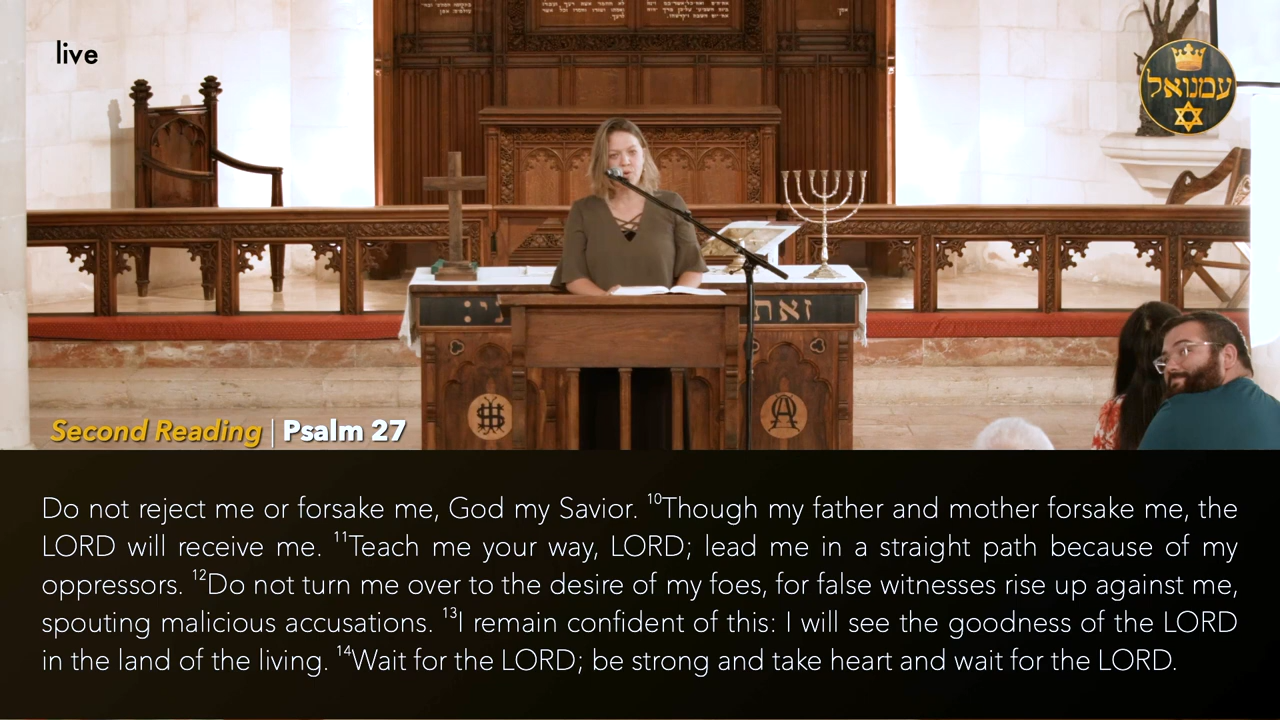 live
עמנואל
זאת
ני:
Second Reading | Psalm 27
Do not reject me or forsake me, God my Savior. ¹⁰Though my father and mother forsake me, the
LORD will receive me. ¹¹Teach me your way, LORD; lead me in a straight path because of my
oppressors. ¹²Do not turn me over to the desire of my foes, for false witnesses rise up against me,
spouting malicious accusations. ¹³I remain confident of this: I will see the goodness of the LORD
in the land of the living. ¹⁴Wait for the LORD; be strong and take heart and wait for the LORD.